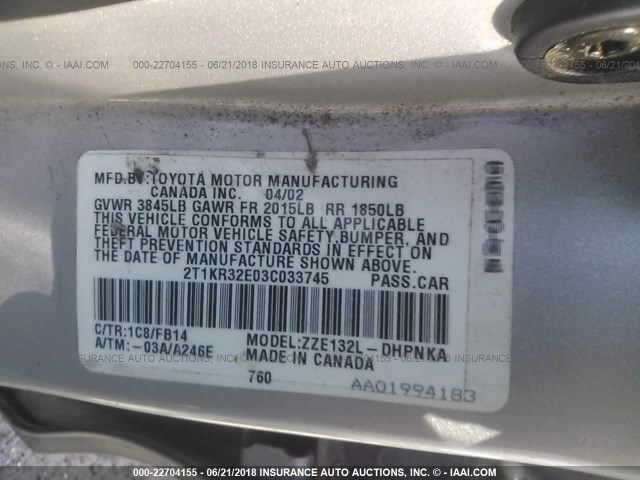 000-22704155 - 06/21/2018 - INSURANCE AUTO AUCTIONS, INC. - IAAI.COM
MFD.BY:TOYOTA MOTOR MANUFACTURING
CANADA INC. 04/02
GVWR 3845LB GAWR FR 2015LB RR 1850LB
THIS VEHICLE CONFORMS TO ALL APPLICABLE
FEDERAL MOTOR VEHICLE SAFETY,BUMPER, AND
THEFT PREVENTION STANDARDS IN EFFECT ON
THE DATE OF MANUFACTURE SHOWN ABOVE.
2T1KR32E03C033745 PASS.CAR
C/TR:1C8/FB14 MODEL:ZZE132L-DHPNKA
A/TM:-03A/A246E MADE IN CANADA
760
AA01994183
000-22704155 - 06/21/2018 - INSURANCE AUTO AUCTIONS, INC. - IAAI.COM